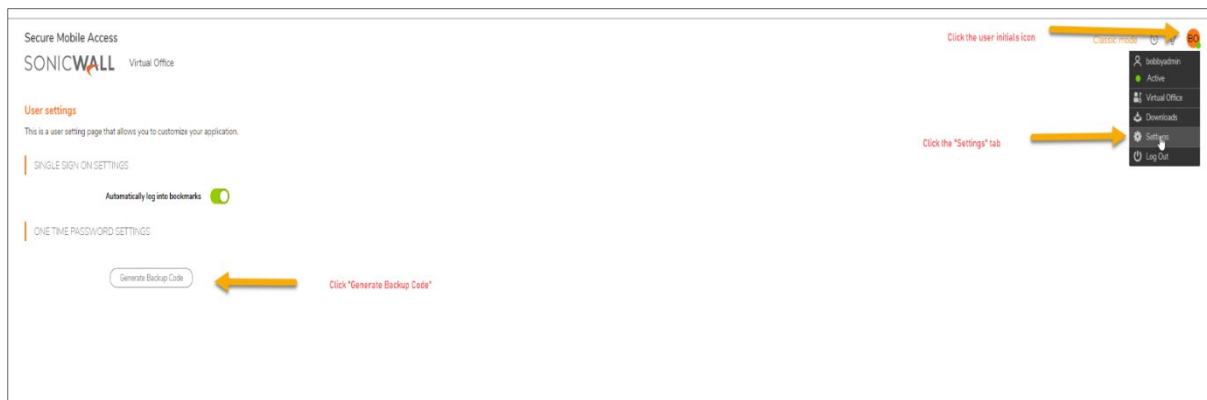 Secure Mobile Access
Click the user initials icon
Classic mode
BO
SONICWALL Virtual Office
bobbyadmin
Active
Virtual Office
Downloads
Settings
Log Out
User settings
This is a user setting page that allows you to customize your application.
Click the "Settings" tab
SINGLE SIGN ON SETTINGS
Automatically log into bookmarks
ONE TIME PASSWORD SETTINGS
Generate Backup Code
Click "Generate Backup Code"